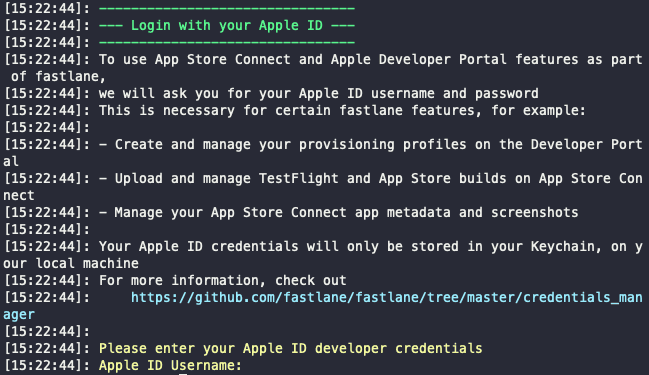 [15:22:44]: --------------------------------
[15:22:44]: --- Login with your Apple ID ---
[15:22:44]: --------------------------------
[15:22:44]: To use App Store Connect and Apple Developer Portal features as part
 of fastlane,
[15:22:44]: we will ask you for your Apple ID username and password
[15:22:44]: This is necessary for certain fastlane features, for example:
[15:22:44]:
[15:22:44]: - Create and manage your provisioning profiles on the Developer Port
al
[15:22:44]: - Upload and manage TestFlight and App Store builds on App Store Con
nect
[15:22:44]: - Manage your App Store Connect app metadata and screenshots
[15:22:44]:
[15:22:44]: Your Apple ID credentials will only be stored in your Keychain, on y
our local machine
[15:22:44]: For more information, check out
[15:22:44]:     https://github.com/fastlane/fastlane/tree/master/credentials_man
ager
[15:22:44]:
[15:22:44]: Please enter your Apple ID developer credentials
[15:22:44]: Apple ID Username: